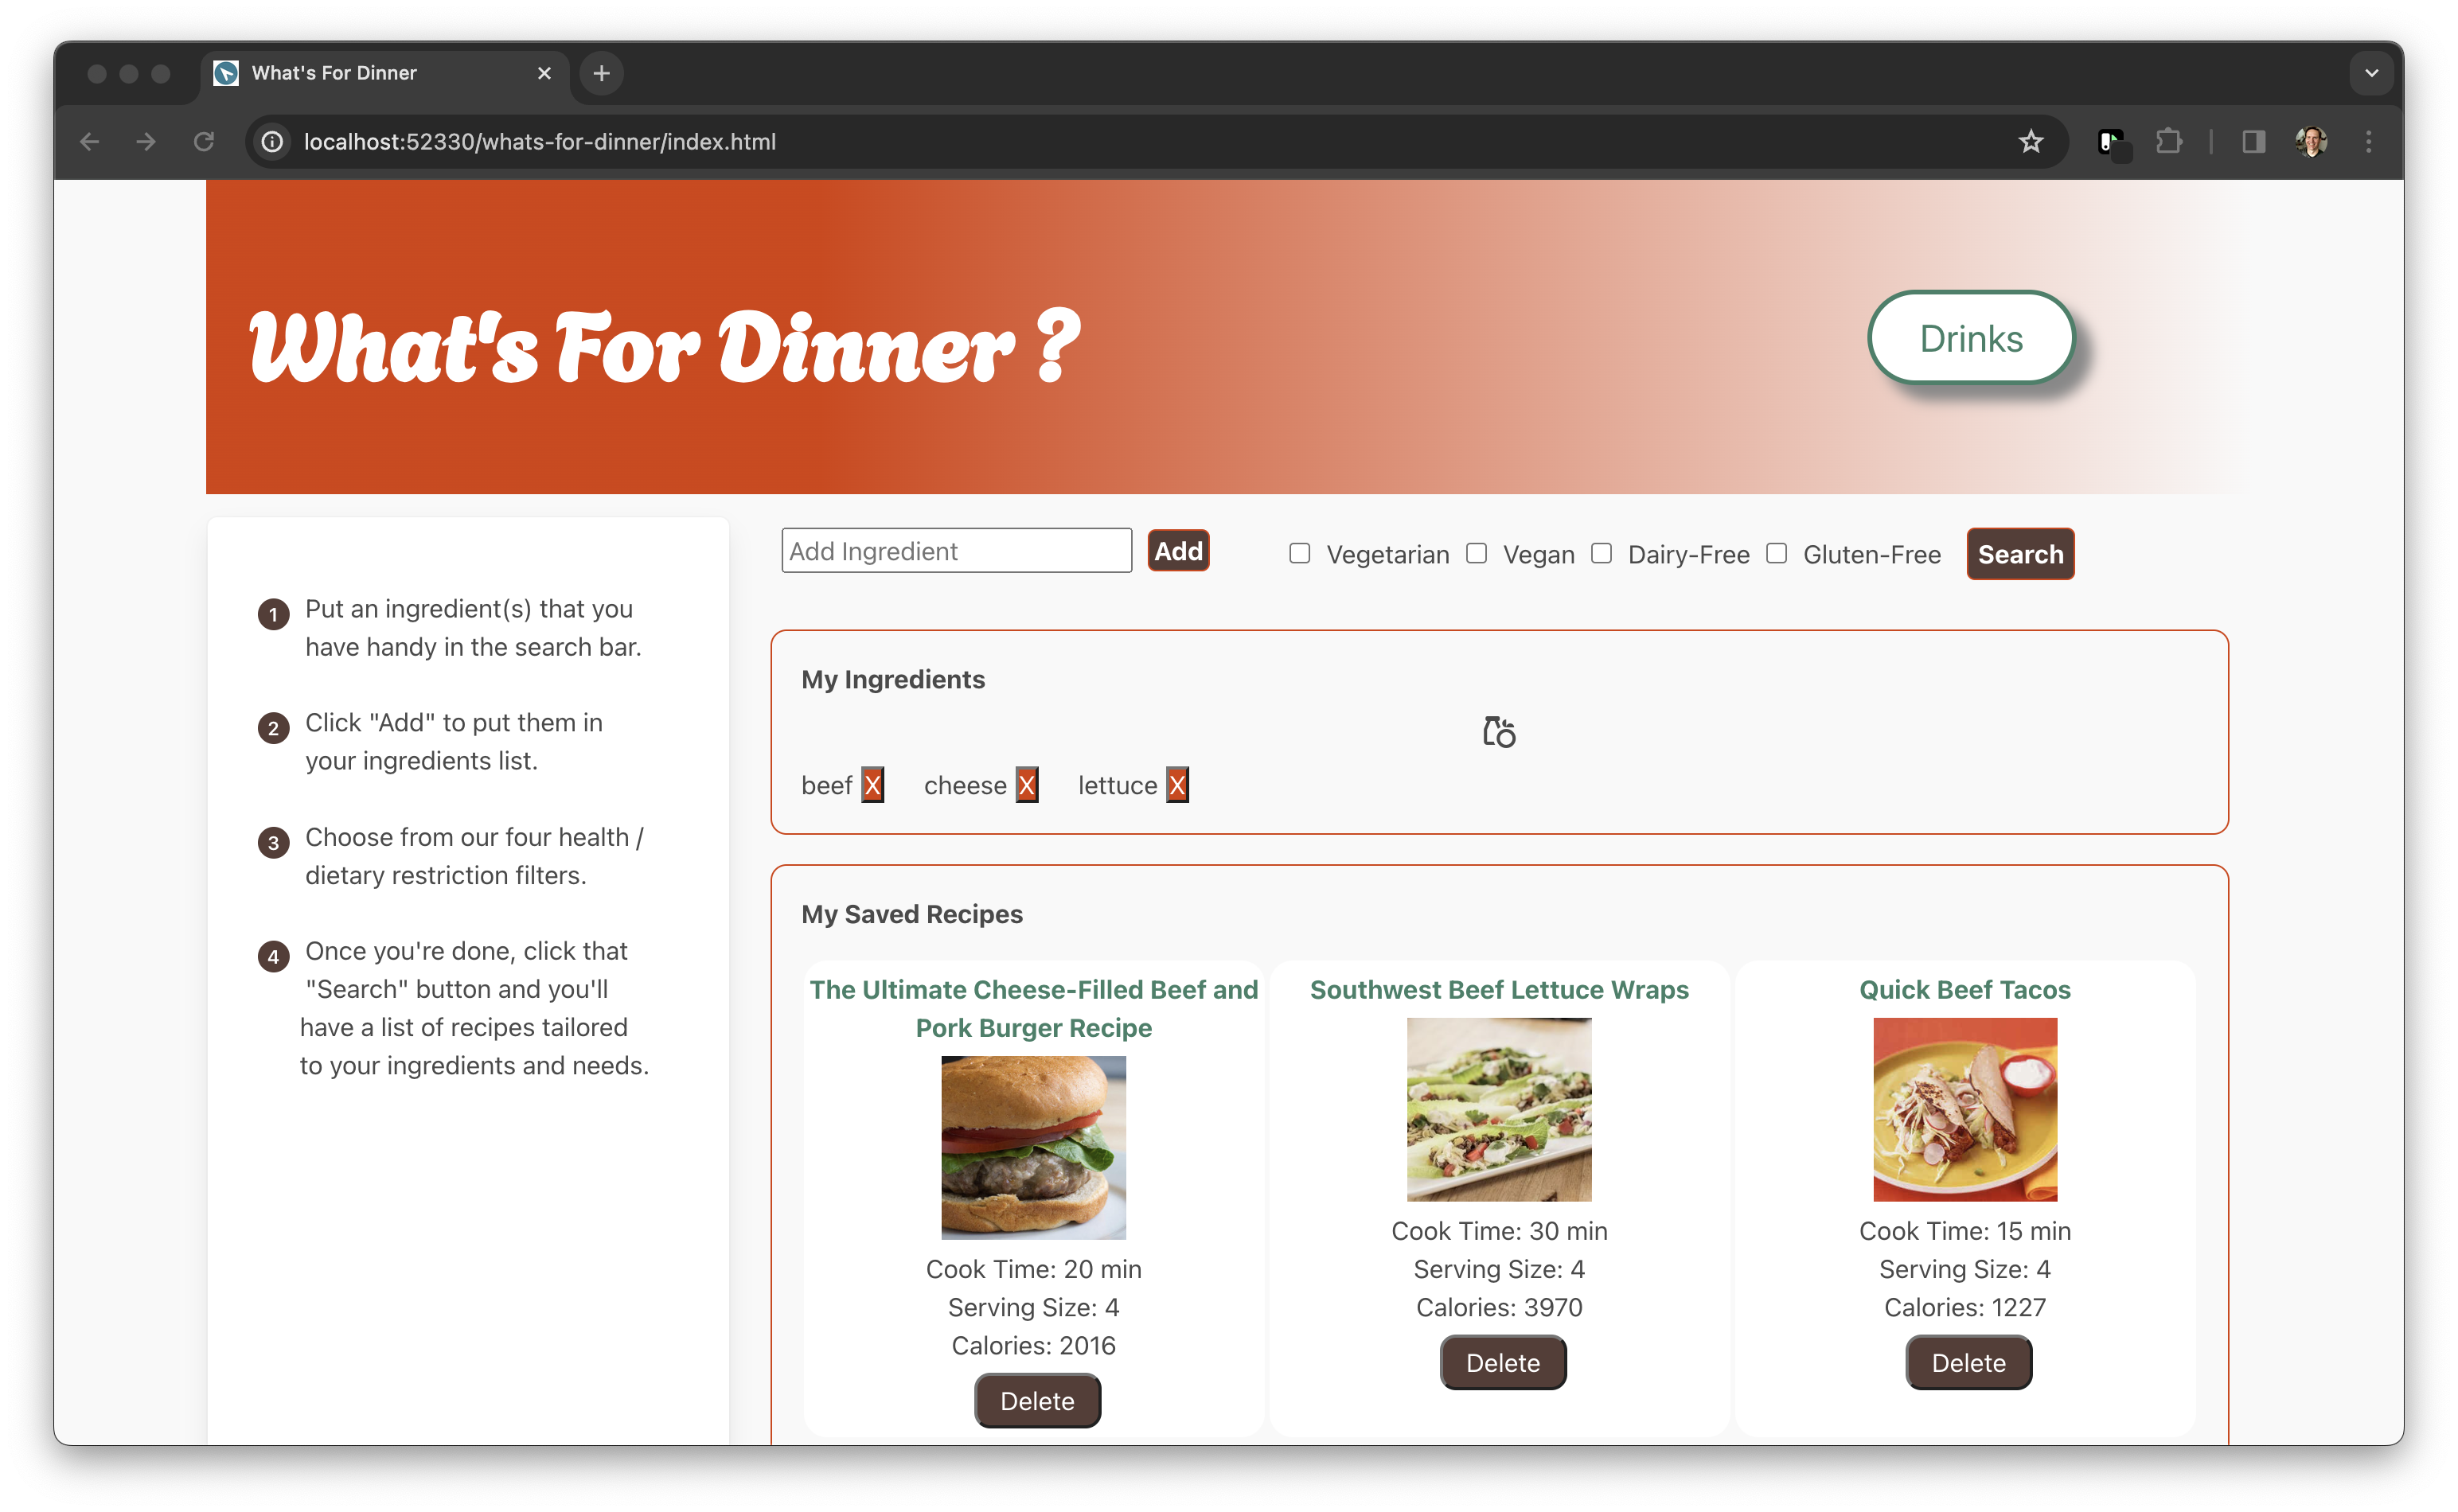 What's For Dinner
localhost:52330/whats-for-dinner/index.html
What's For Dinner ?
Drinks
1 Put an ingredient(s) that you
have handy in the search bar.
2 Click "Add" to put them in
your ingredients list.
3 Choose from our four health /
dietary restriction filters.
4 Once you're done, click that
"Search" button and you'll
have a list of recipes tailored
to your ingredients and needs.
Add Ingredient Add Vegetarian Vegan Dairy-Free Gluten-Free Search
My Ingredients
beef X cheese X lettuce X
My Saved Recipes
The Ultimate Cheese-Filled Beef and
Pork Burger Recipe
Cook Time: 20 min
Serving Size: 4
Calories: 2016
Delete
Southwest Beef Lettuce Wraps
Cook Time: 30 min
Serving Size: 4
Calories: 3970
Delete
Quick Beef Tacos
Cook Time: 15 min
Serving Size: 4
Calories: 1227
Delete